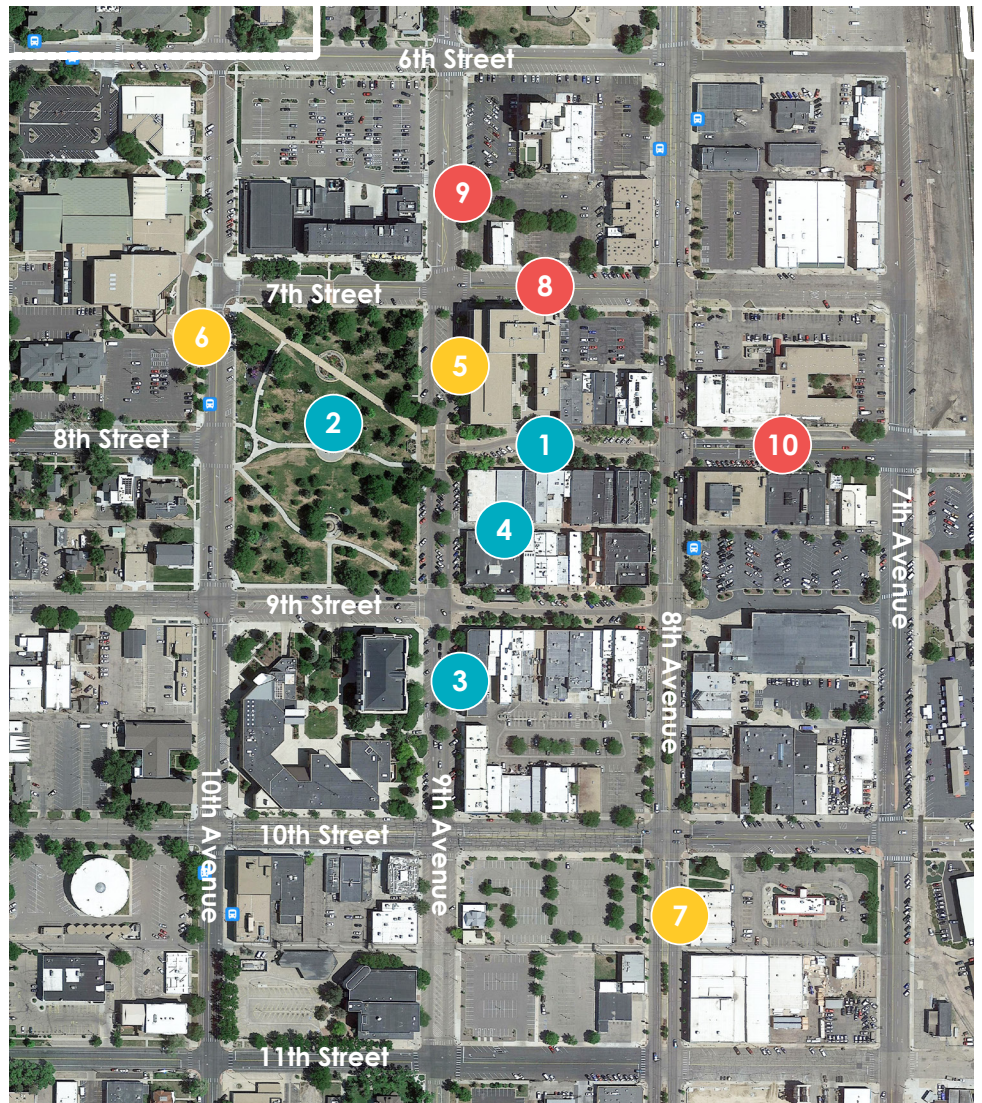 6th Street
9
7th Street
8
6
5
2
8th Street
1
10
4
7th Avenue
9th Street
8th Avenue
3
10th Avenue
9th Avenue
10th Street
7
11th Street